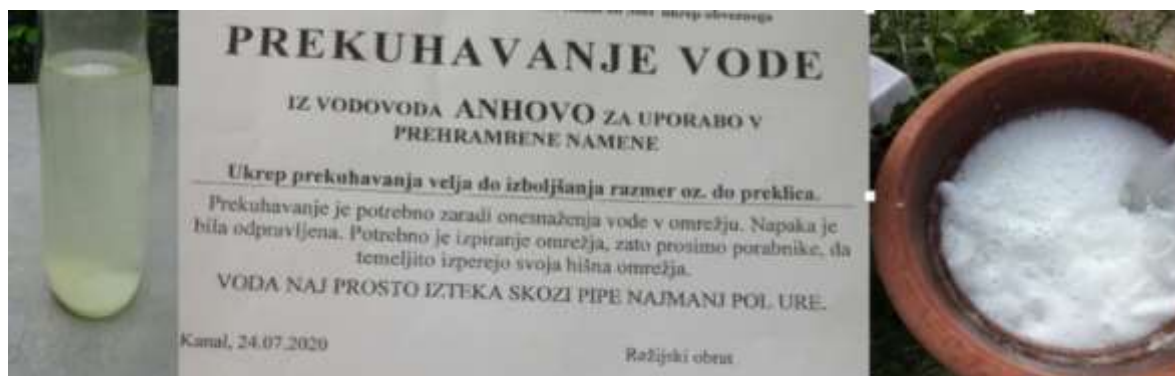 ukrep obveznega
PREKUHAVANJE VODE
IZ VODOVODA ANHOVO ZA UPORABO V
PREHRAMBENE NAMENE
Ukrep prekuhavanja velja do izboljšanja razmer oz. do preklica.
Prekuhavanje je potrebno zaradi onesnaženja vode v omrežju. Napaka je
bila odpravljena. Potrebno je izpiranje omrežja, zato prosimo porabnike, da
temeljito izperejo svoja hišna omrežja.
VODA NAJ PROSTO IZTEKA SKOZI PIPE NAJMANJ POL URE.
Kanal, 24.07.2020
Režijski obrat